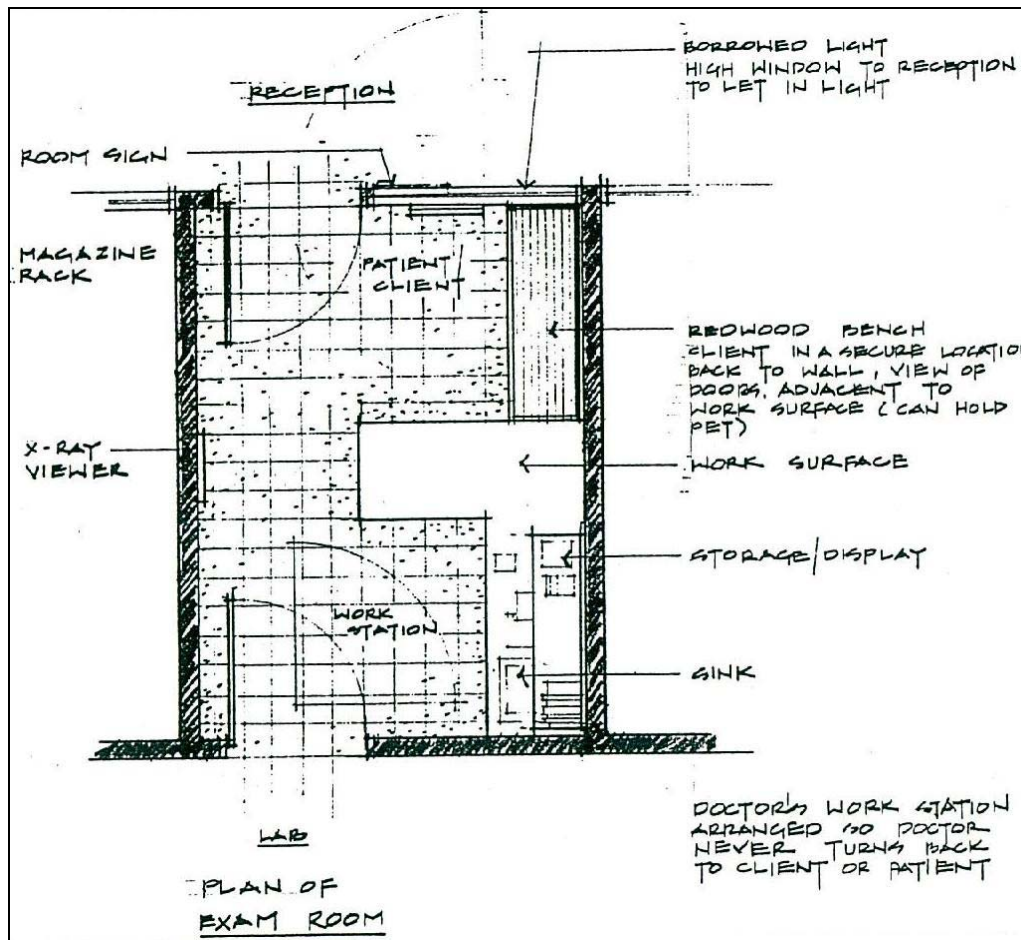 RECEPTION
BORROWED LIGHT
HIGH WINDOW TO RECEPTION
TO LET IN LIGHT
ROOM SIGN
MAGAZINE
RACK
PATIENT
CLIENT
REDWOOD BENCH
CLIENT IN A SECURE LOCATION
BACK TO WALL, VIEW OF
DOORS. ADJACENT TO
WORK SURFACE (CAN HOLD
PET)
X-RAY
VIEWER
WORK SURFACE
STORAGE/DISPLAY
WORK
STATION
SINK
LAB
DOCTOR'S WORK STATION
ARRANGED SO DOCTOR
NEVER TURNS BACK
TO CLIENT OR PATIENT
PLAN OF
EXAM ROOM